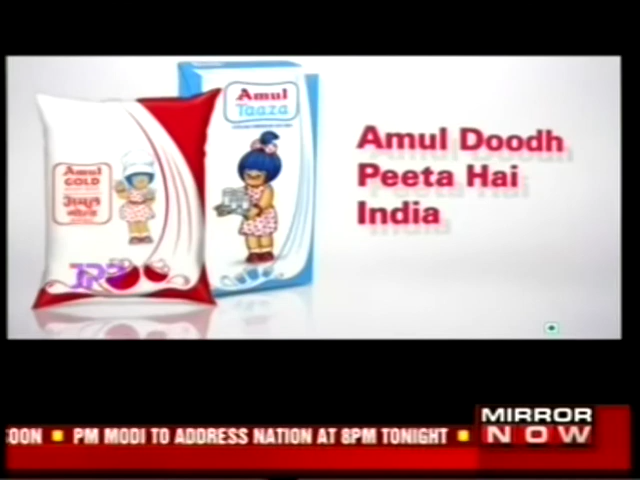 Amul
Taaza
Amul
GOLD
अमूल
गोल्ड
Amul Doodh
Peeta Hai
India
OON PM MODI TO ADDRESS NATION AT 8PM TONIGHT
MIRROR
NOW